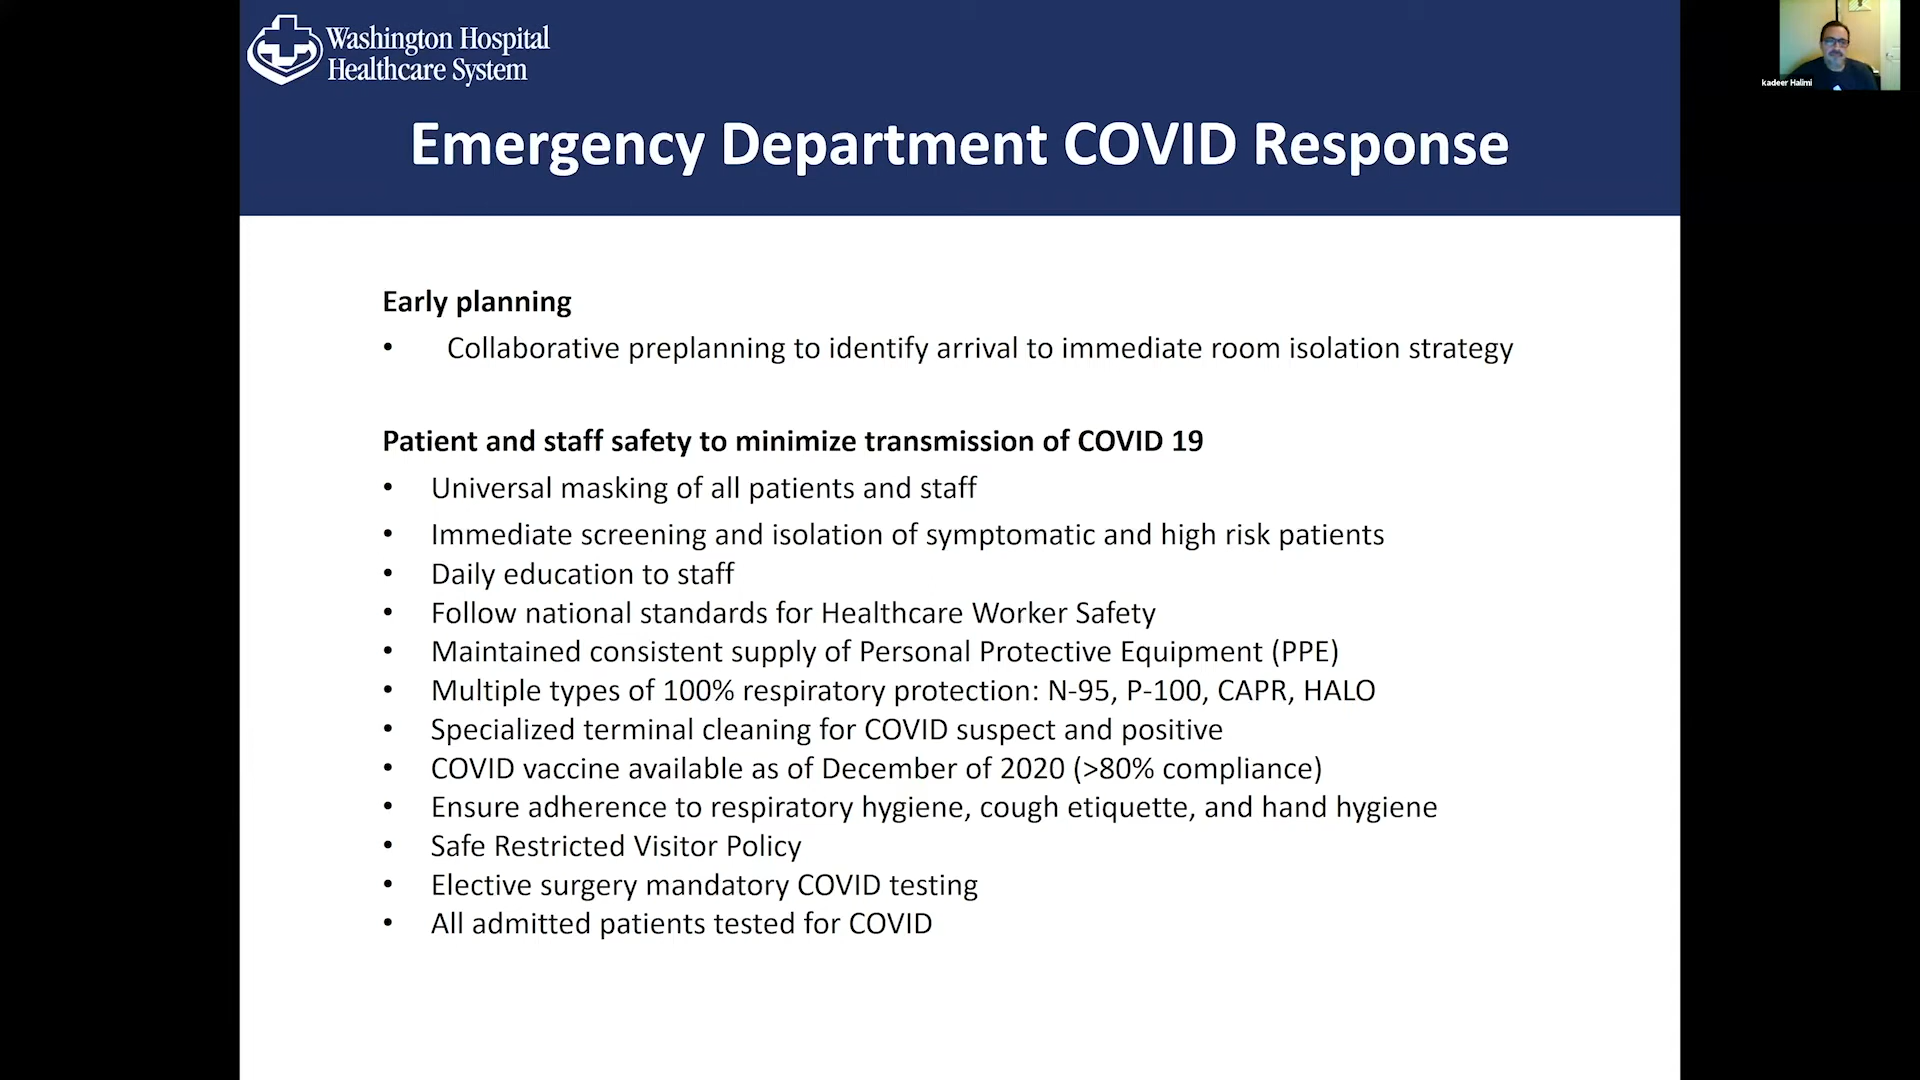 Washington Hospital
Healthcare System
kadeer Halimi
Emergency Department COVID Response
Early planning
• Collaborative preplanning to identify arrival to immediate room isolation strategy
Patient and staff safety to minimize transmission of COVID 19
• Universal masking of all patients and staff
• Immediate screening and isolation of symptomatic and high risk patients
• Daily education to staff
• Follow national standards for Healthcare Worker Safety
• Maintained consistent supply of Personal Protective Equipment (PPE)
• Multiple types of 100% respiratory protection: N-95, P-100, CAPR, HALO
• Specialized terminal cleaning for COVID suspect and positive
• COVID vaccine available as of December of 2020 (>80% compliance)
• Ensure adherence to respiratory hygiene, cough etiquette, and hand hygiene
• Safe Restricted Visitor Policy
• Elective surgery mandatory COVID testing
• All admitted patients tested for COVID